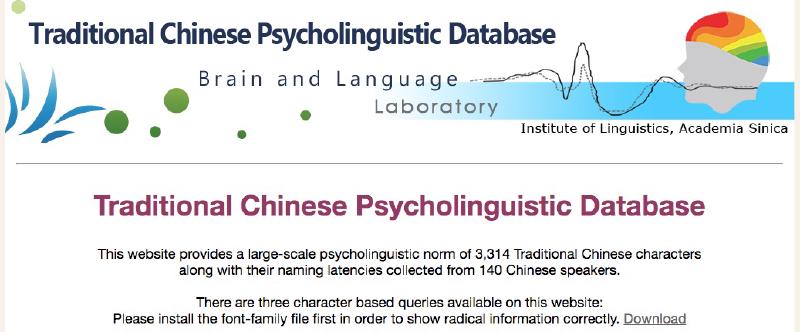 Traditional Chinese Psycholinguistic Database
Brain and Language
Laboratory
Institute of Linguistics, Academia Sinica
Traditional Chinese Psycholinguistic Database
This website provides a large-scale psycholinguistic norm of 3,314 Traditional Chinese characters
along with their naming latencies collected from 140 Chinese speakers.
There are three character based queries available on this website:
Please install the font-family file first in order to show radical information correctly. Download